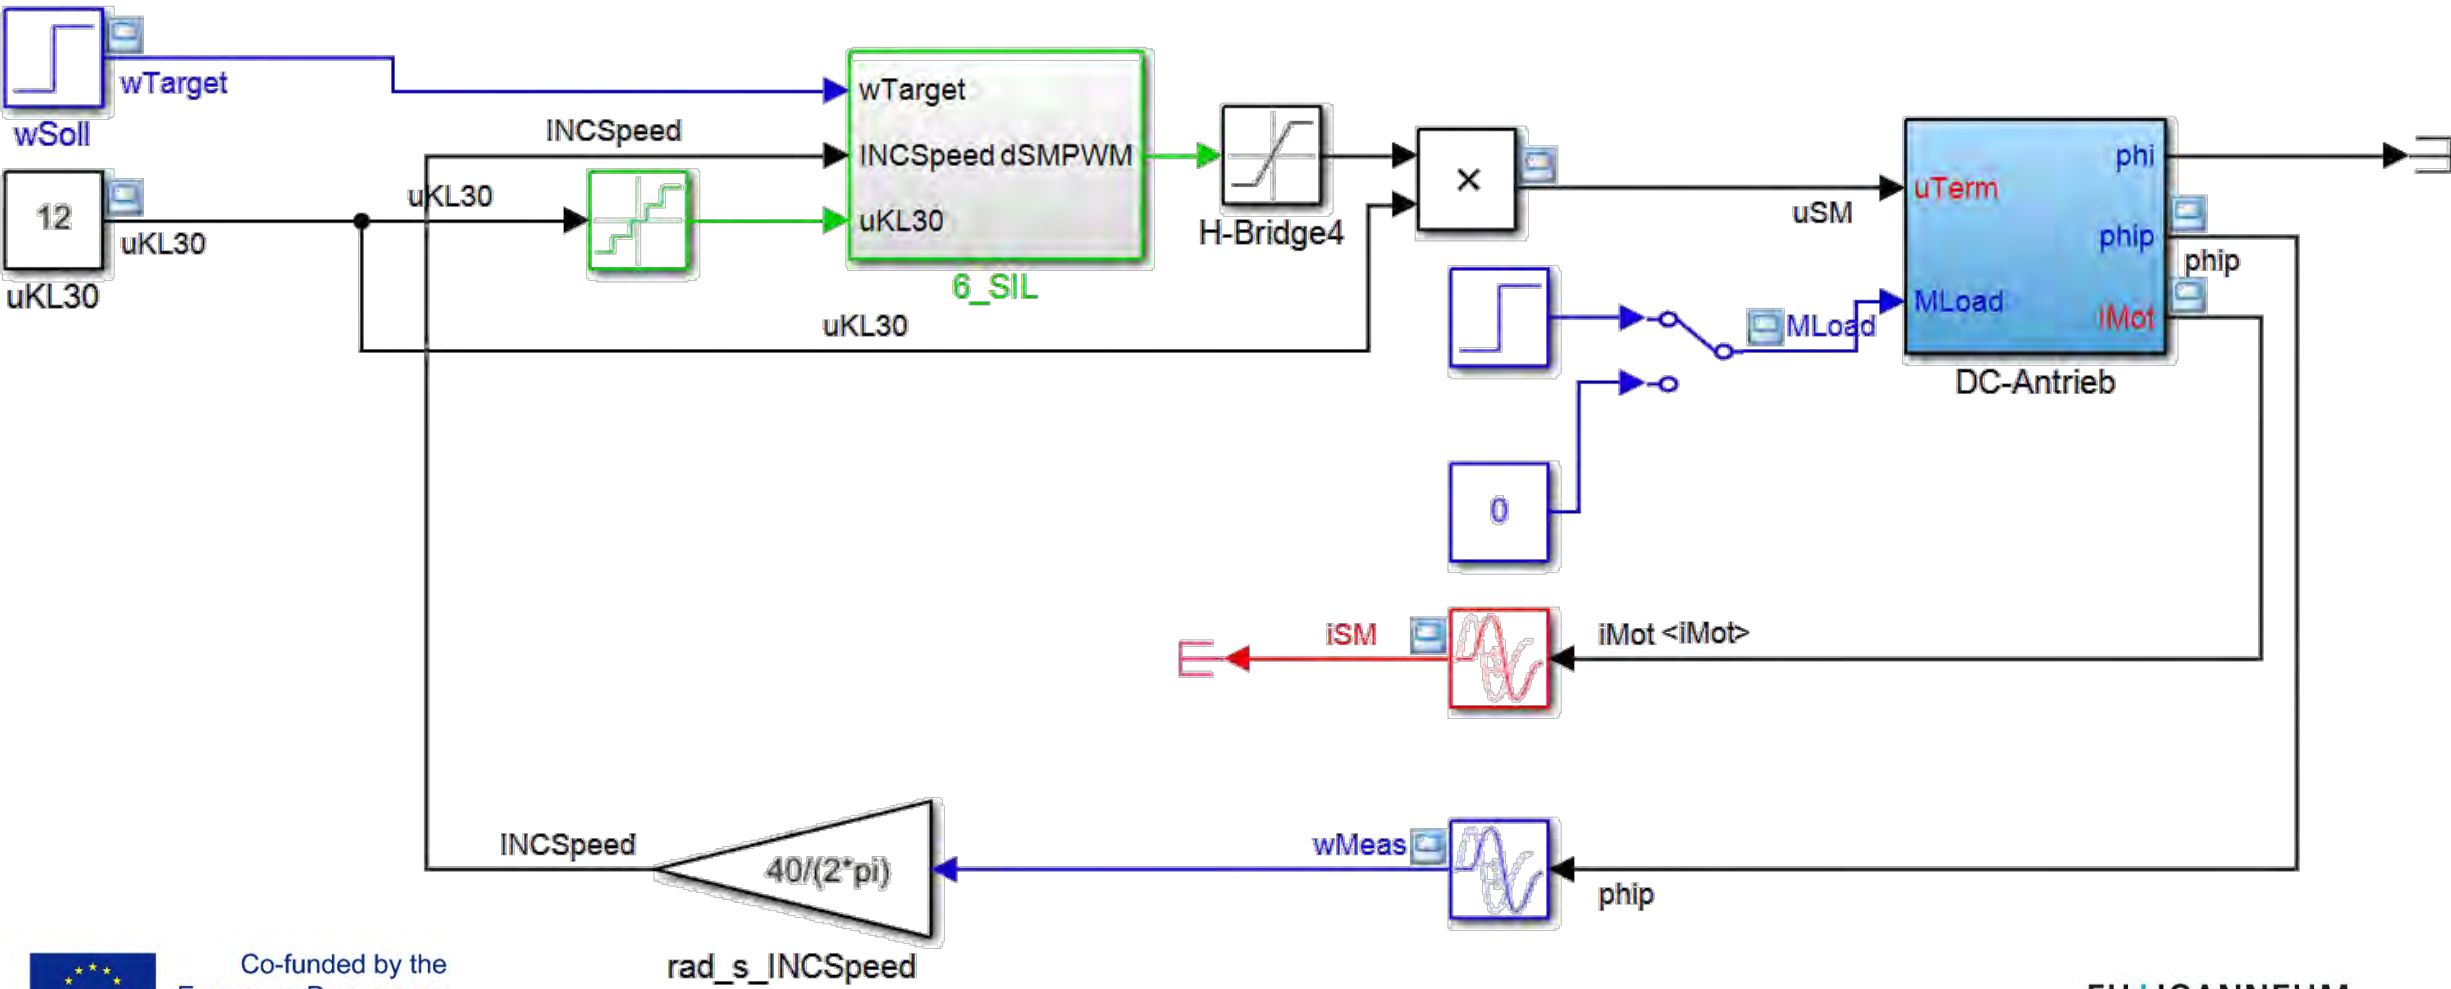 wTarget
wSoll
12
uKL30
uKL30
uKL30
INCSpeed
wTarget
INCSpeed dSMPWM
uKL30
6_SIL
uKL30
H-Bridge4
×
uSM
MLoad
0
uTerm
MLoad
phi
phip
iMot
DC-Antrieb
phip
iSM
iMot <iMot>
INCSpeed
40/(2*pi)
rad_s_INCSpeed
wMeas
phip
Co-funded by the